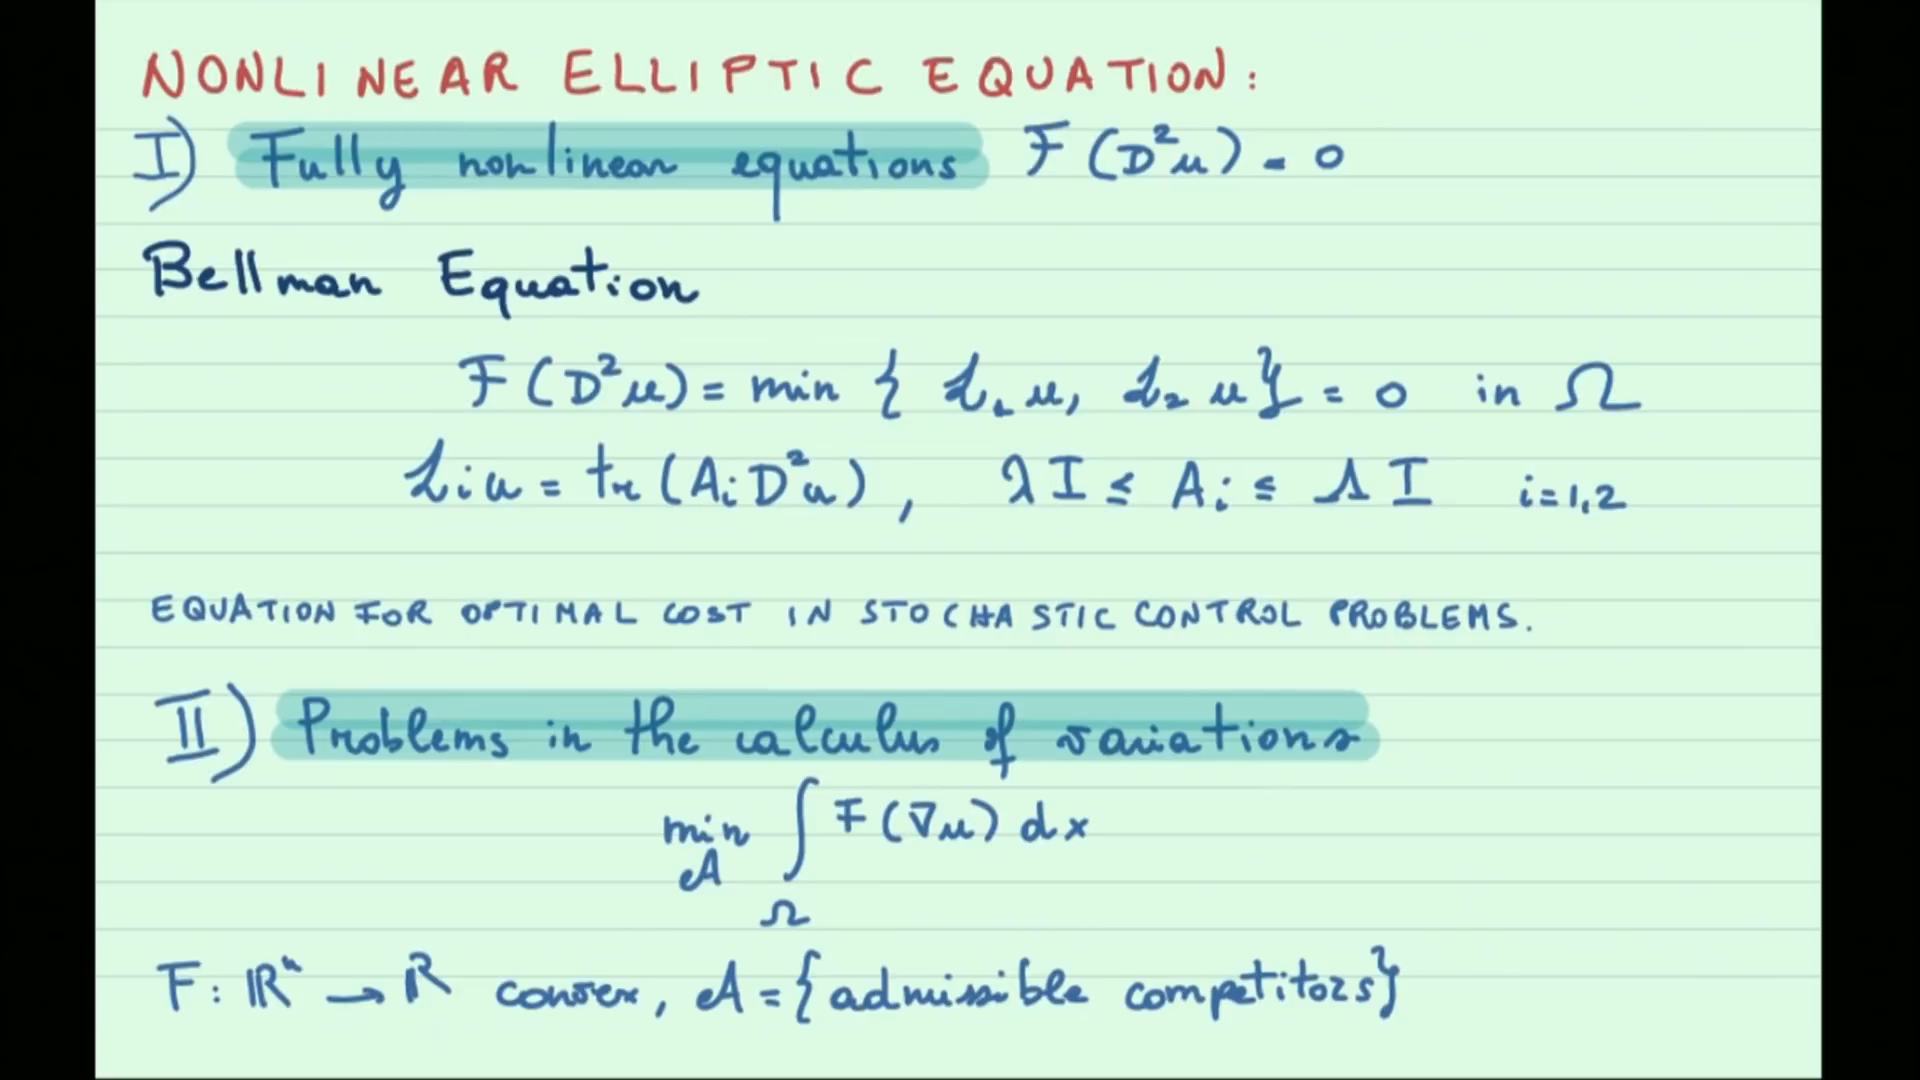 NONLINEAR ELLIPTIC EQUATION:
I) Fully nonlinear equations F(D²u) = 0
Bellman Equation
F(D²u) = min { L₁u, L₂u } = 0 in Ω
Lᵢu = tr(AᵢD²u), λI ≤ Aᵢ ≤ ΛI i=1,2
EQUATION FOR OPTIMAL COST IN STOCHASTIC CONTROL PROBLEMS.
II) Problems in the calculus of variations
min ∫ F(∇u) dx
A
Ω
F: ℝⁿ → ℝ convex, A = {admissible competitors}